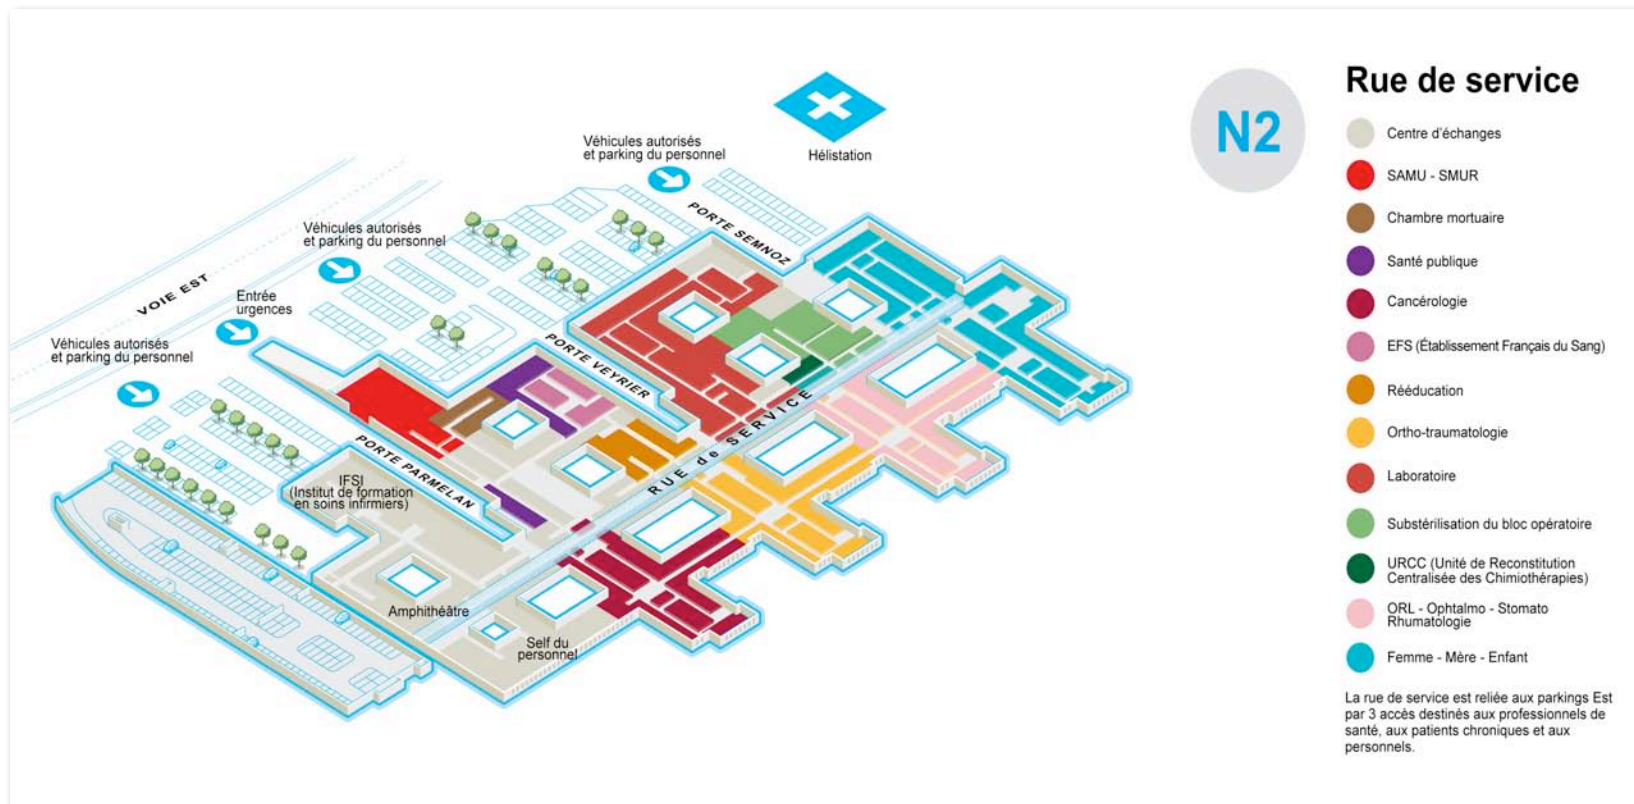 Hélistation
Véhicules autorisés
et parking du personnel
PORTE SEMNOZ
Véhicules autorisés
et parking du personnel
VOIE EST
Entrée
urgences
Véhicules autorisés
et parking du personnel
PORTE VEYRIER
PORTE PARMELAN
IFSI
(Institut de formation
en soins infirmiers)
RUE de SERVICE
Amphithéâtre
Self du
personnel
N2
Rue de service
Centre d'échanges
SAMU - SMUR
Chambre mortuaire
Santé publique
Cancérologie
EFS (Établissement Français du Sang)
Rééducation
Ortho-traumatologie
Laboratoire
Substérilisation du bloc opératoire
URCC (Unité de Reconstitution
Centralisée des Chimiothérapies)
ORL - Ophtalmo - Stomato
Rhumatologie
Femme - Mère - Enfant
La rue de service est reliée aux parkings Est
par 3 accès destinés aux professionnels de
santé, aux patients chroniques et aux
personnels.